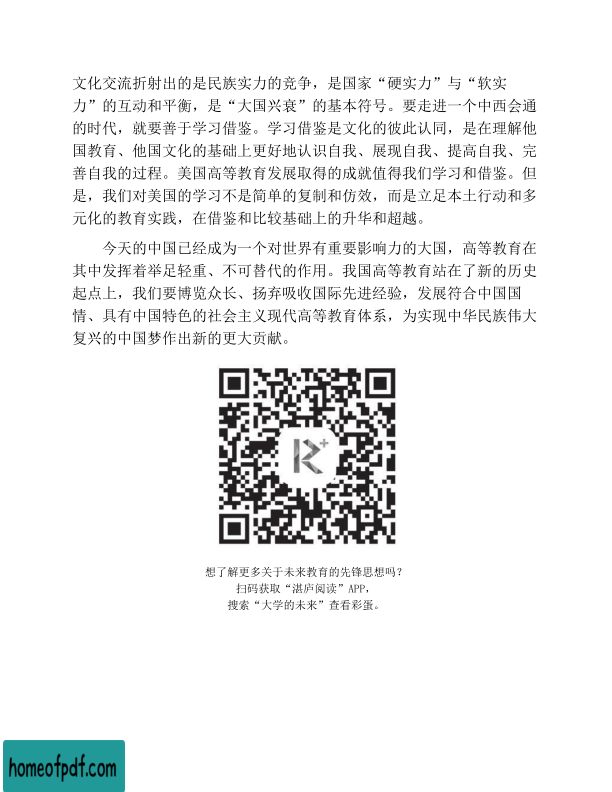 文化交流折射出的是民族实力的竞争，是国家“硬实力”与“软实
力”的互动和平衡，是“大国兴衰”的基本符号。要走进一个中西会通
的时代，就要善于学习借鉴。学习借鉴是文化的彼此认同，是在理解他
国教育、他国文化的基础上更好地认识自我、展现自我、提高自我、完
善自我的过程。美国高等教育发展取得的成就值得我们学习和借鉴。但
是，我们对美国的学习不是简单的复制和仿效，而是立足本土行动和多
元化的教育实践，在借鉴和比较基础上的升华和超越。
今天的中国已经成为一个对世界有重要影响力的大国，高等教育在
其中发挥着举足轻重、不可替代的作用。我国高等教育站在了新的历史
起点上，我们要博览众长、扬弃吸收国际先进经验，发展符合中国国
情、具有中国特色的社会主义现代高等教育体系，为实现中华民族伟大
复兴的中国梦作出新的更大贡献。
R+
想了解更多关于未来教育的先锋思想吗？
扫码获取“湛庐阅读”APP，
搜索“大学的未来”查看彩蛋。
homeofpdf.com